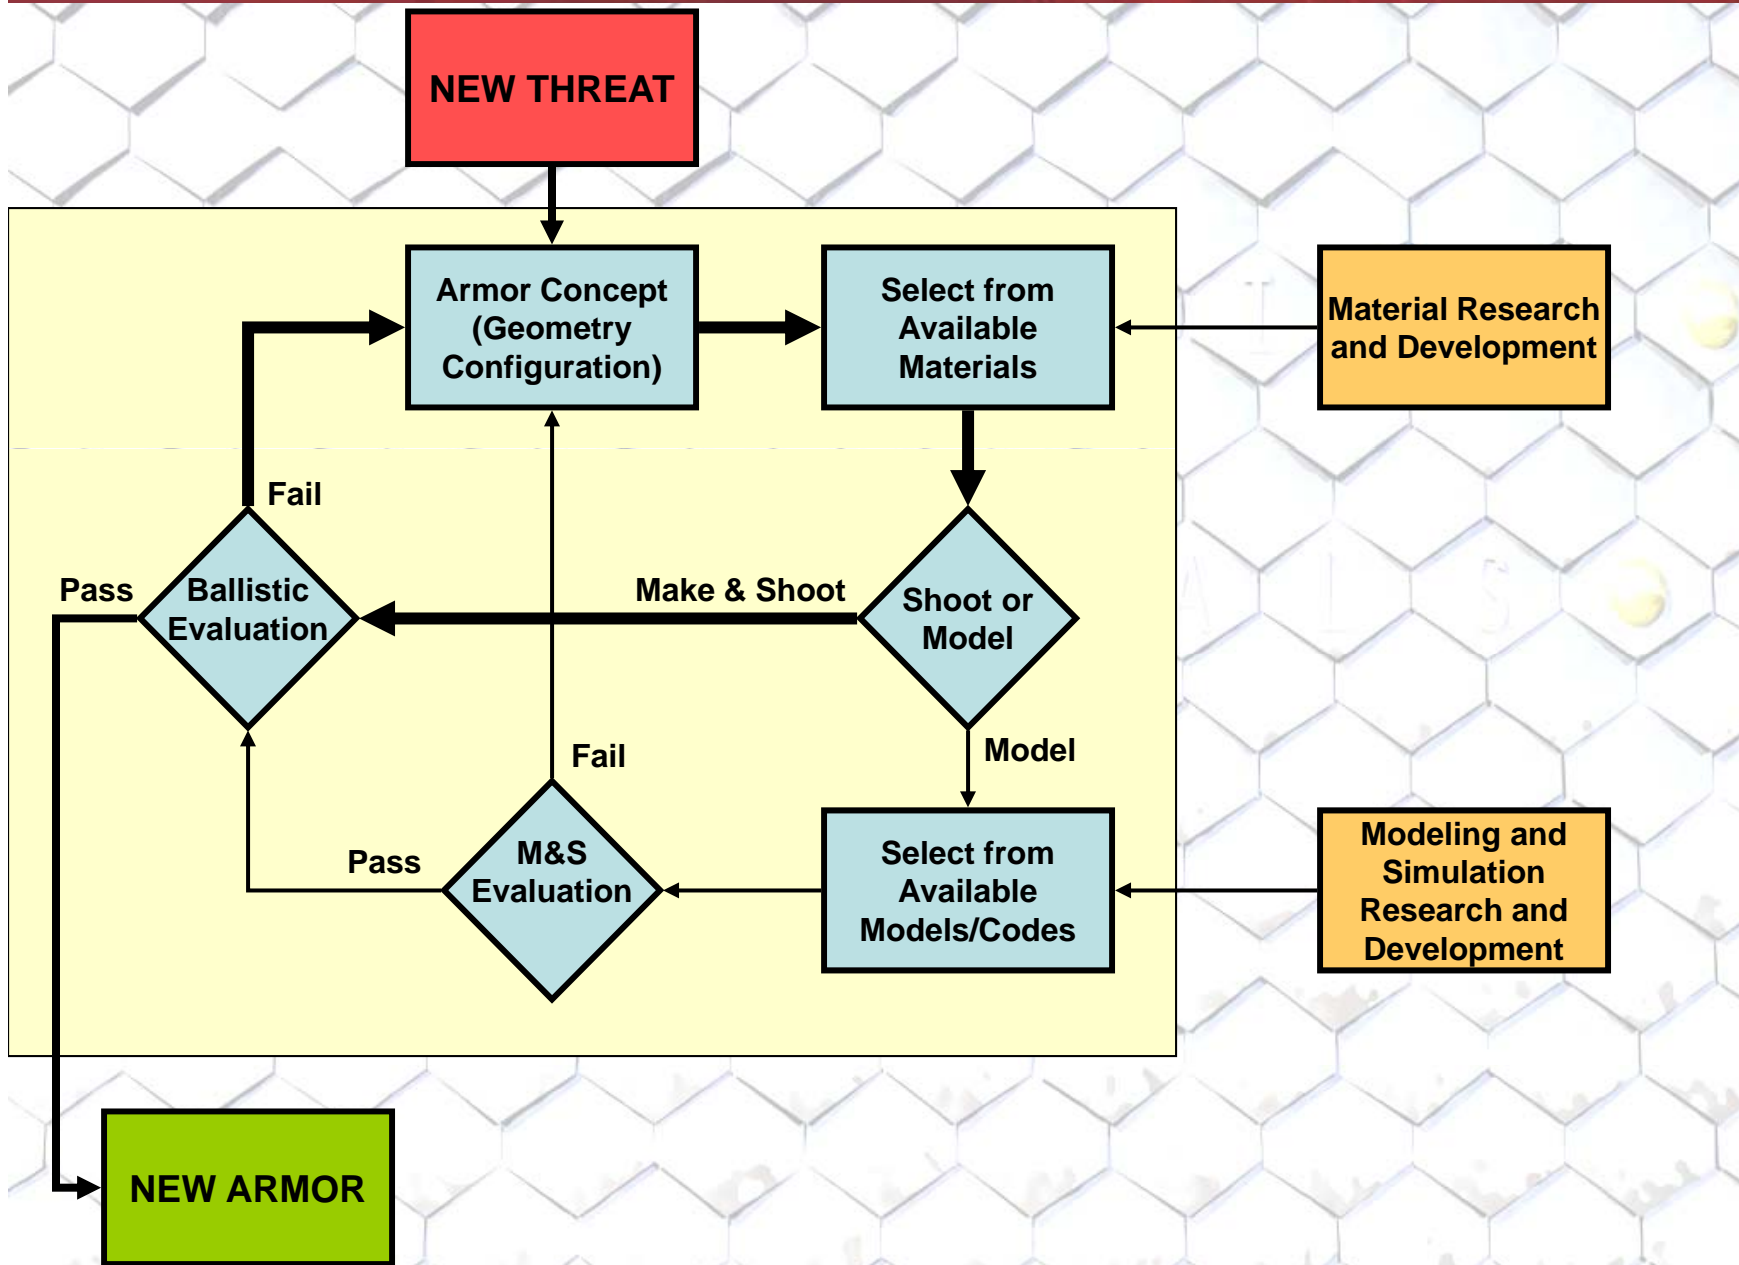 NEW THREAT
Armor Concept
(Geometry
Configuration)
Select from
Available
Materials
Material Research
and Development
Fail
Pass
Ballistic
Evaluation
Make & Shoot
Shoot or
Model
Fail
Model
Pass
M&S
Evaluation
Select from
Available
Models/Codes
Modeling and
Simulation
Research and
Development
NEW ARMOR